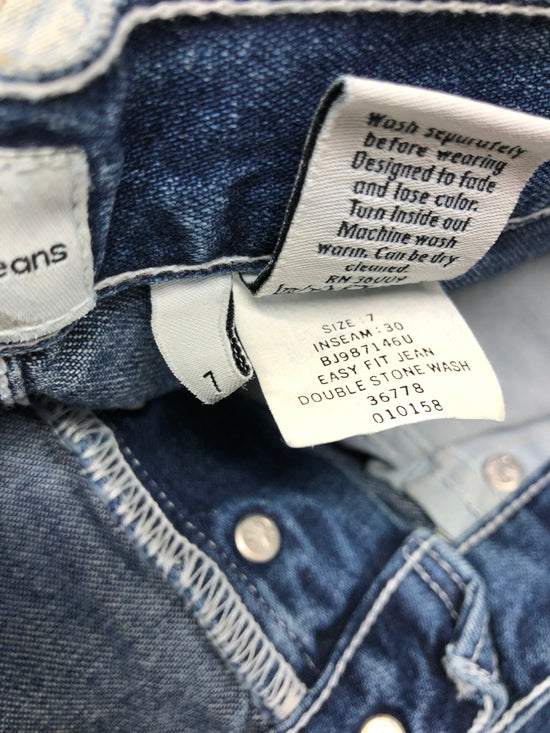 Wash separately
before wearing
Designed to fade
and lose color.
Turn Inside out
Machine wash
warm. Can be dry
cleaned.
RN
eans
7
SIZE : 7
INSEAM : 30
BJ987146U
EASY FIT JEAN
DOUBLE STONE WASH
36778
010158